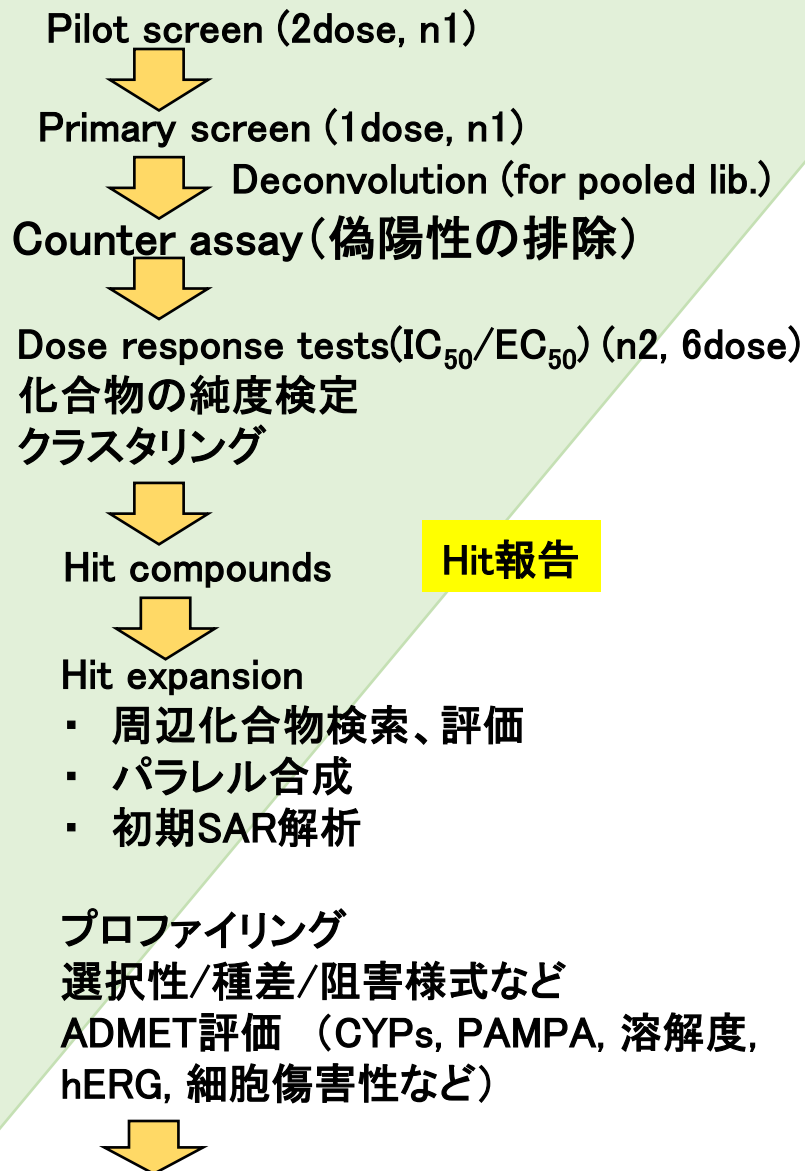 Pilot screen (2dose, n1)
Primary screen (1dose, n1)
Deconvolution (for pooled lib.)
Counter assay(偽陽性の排除)
Dose response tests(IC50/EC50) (n2, 6dose)
化合物の純度検定
クラスタリング
Hit compounds
Hit報告
Hit expansion
・ 周辺化合物検索、評価
・ パラレル合成
・ 初期SAR解析
プロファイリング
選択性/種差/阻害様式など
ADMET評価 (CYPs, PAMPA, 溶解度,
hERG, 細胞傷害性など)